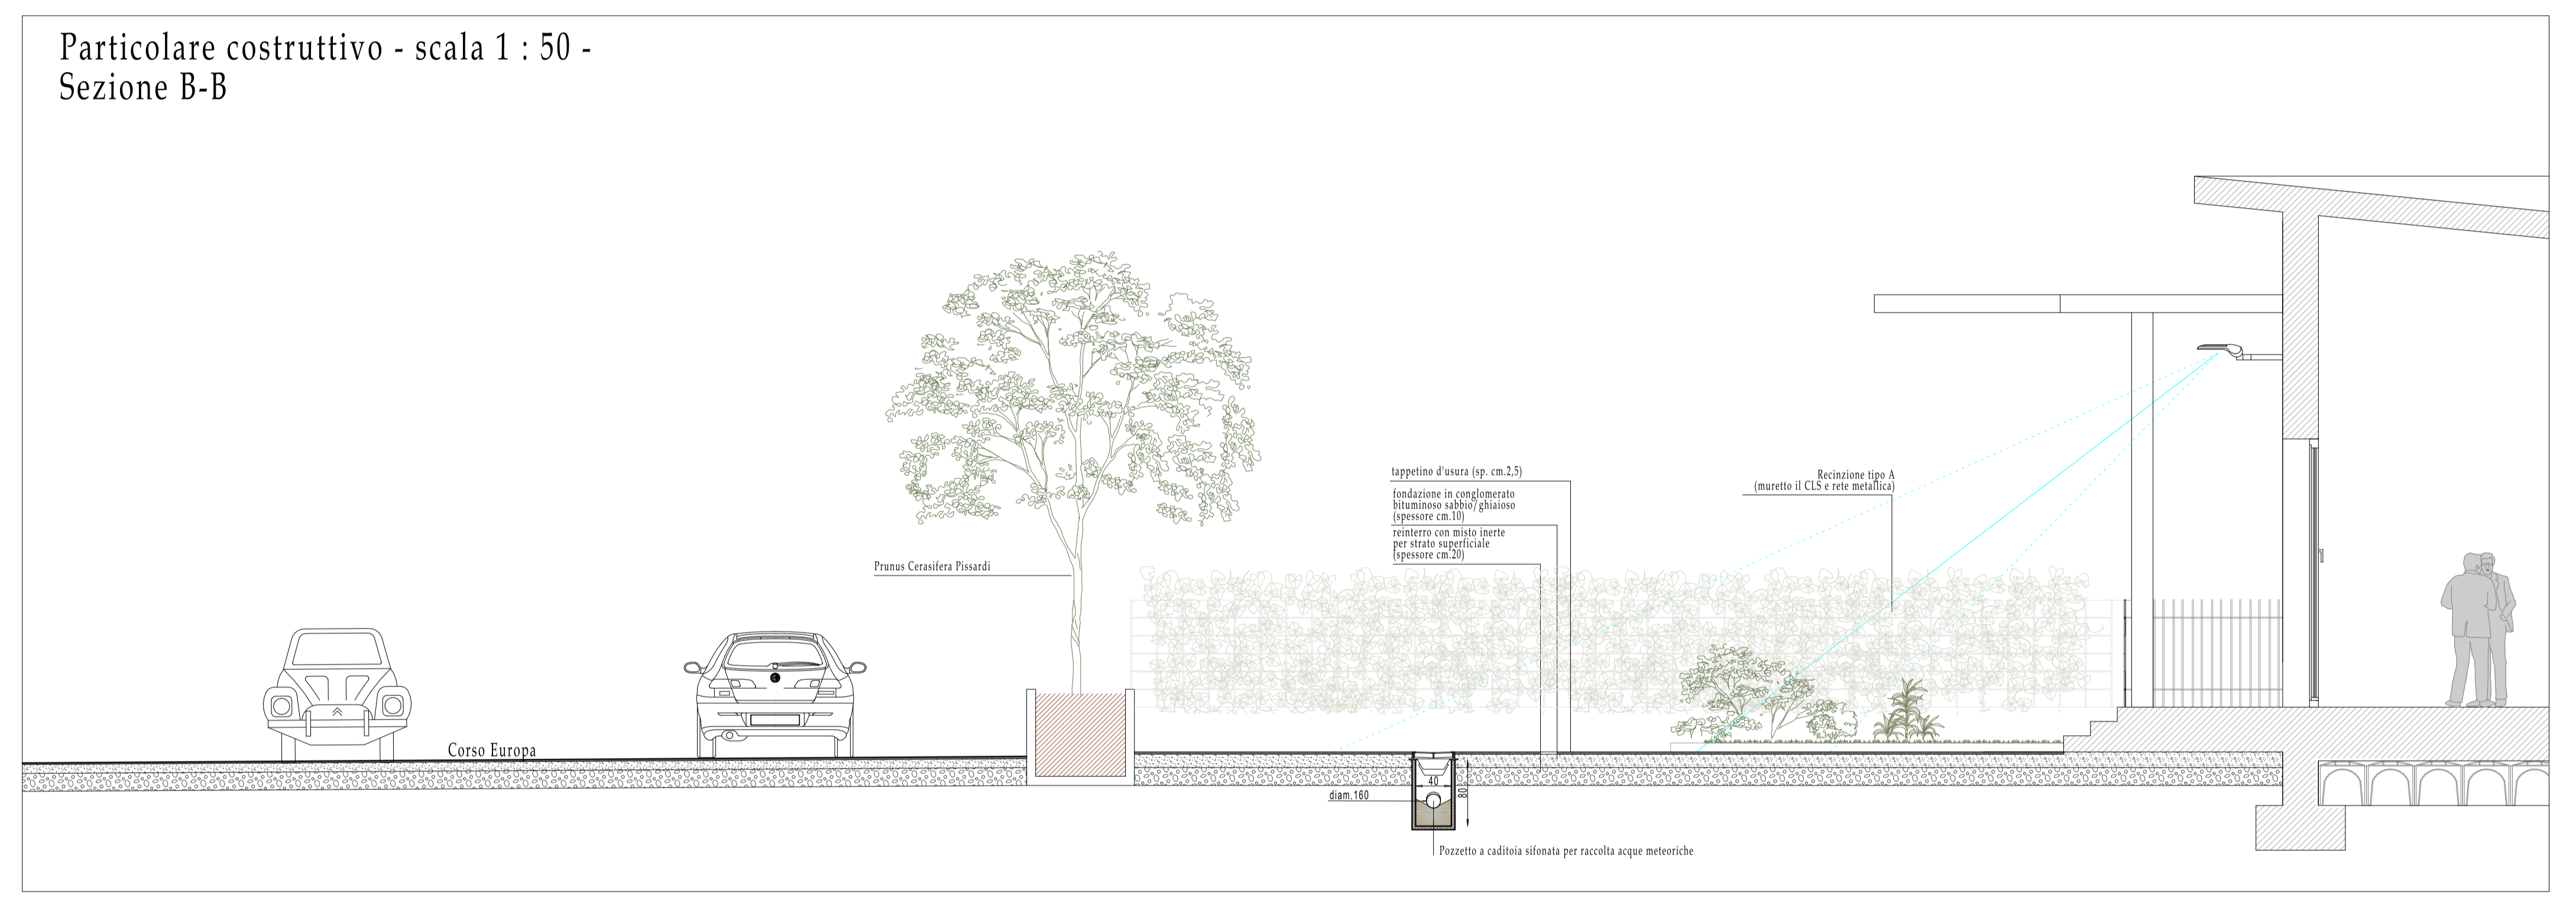 Particolare costruttivo - scala 1 : 50 -
Sezione B-B
tappetino d'usura (sp. cm.2,5)
fondazione in conglomerato
bituminoso sabbio/ghiaioso
(spessore cm.10)
reinterro con misto inerte
per strato superficiale
(spessore cm.20)
Recinzione tipo A
(muretto il CLS e rete metallica)
Prunus Cerasifera Pissardi
Corso Europa
40
80
diam.160
Pozzetto a caditoia sifonata per raccolta acque meteoriche